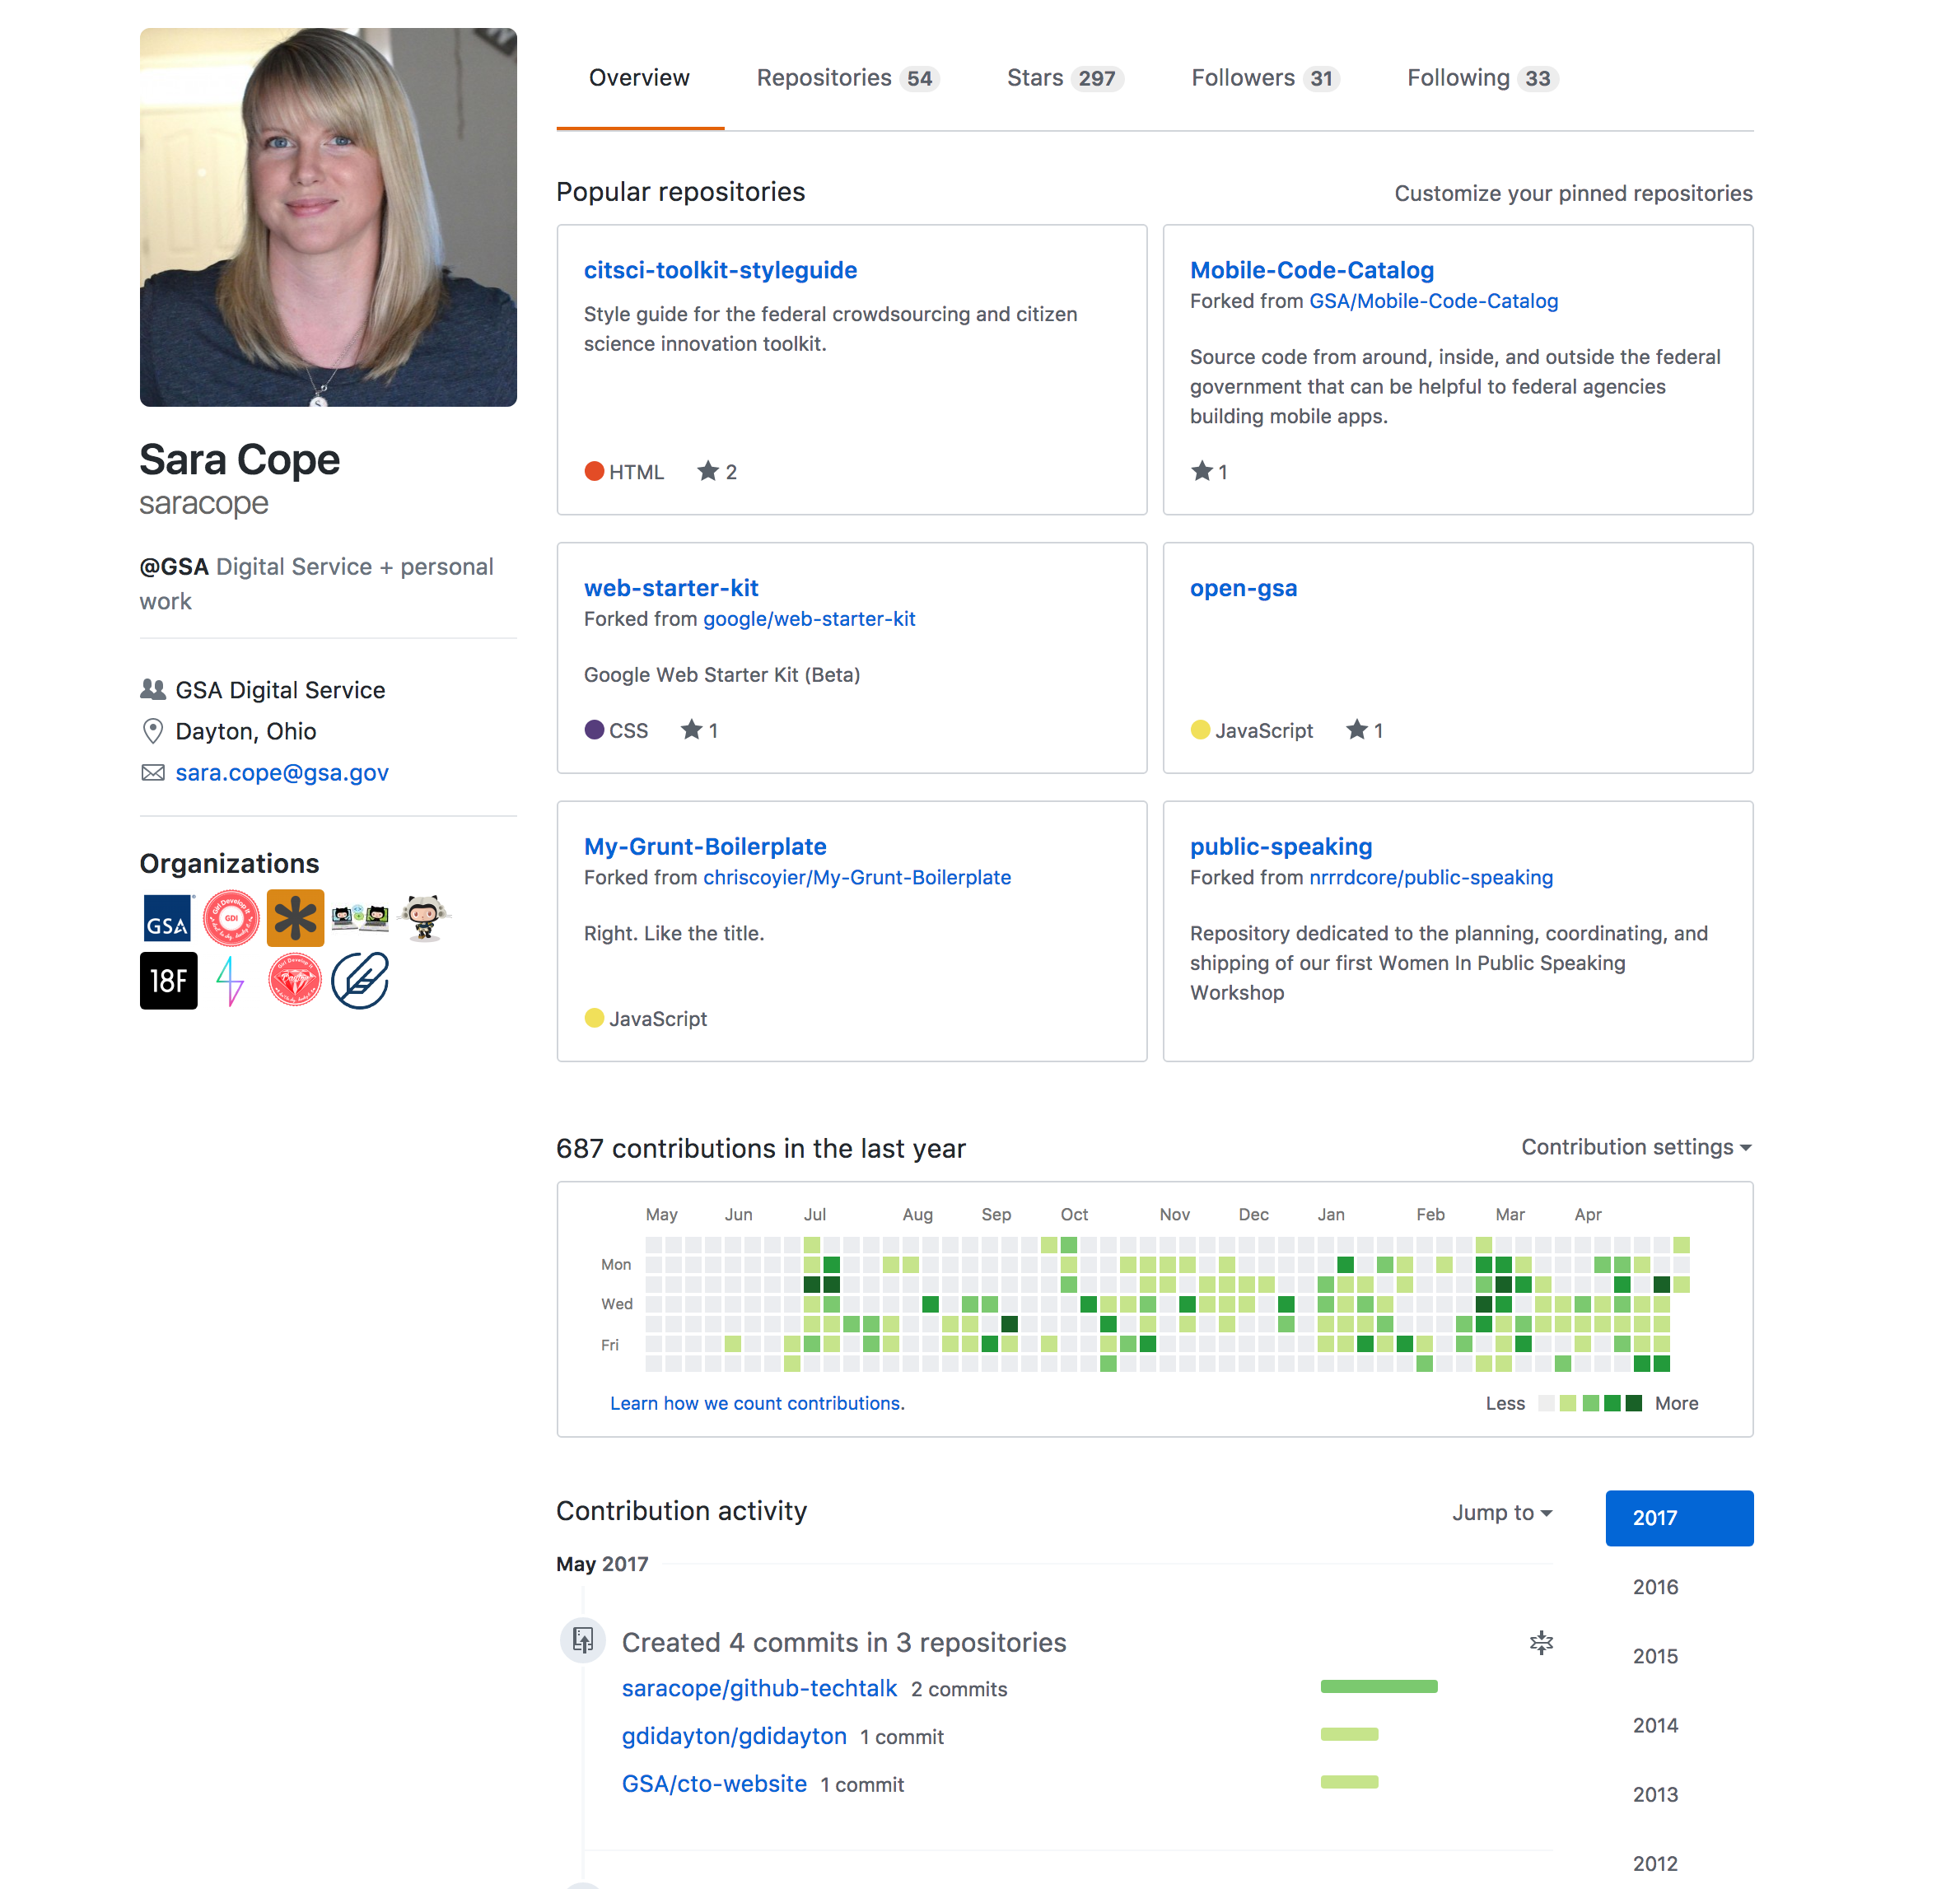 Overview Repositories 54 Stars 297 Followers 31 Following 33
Sara Cope
saracope
@GSA Digital Service + personal
work
GSA Digital Service
Dayton, Ohio
sara.cope@gsa.gov
Organizations
GSA
GDI
18F
Popular repositories
Customize your pinned repositories
citsci-toolkit-styleguide
Style guide for the federal crowdsourcing and citizen
science innovation toolkit.
HTML 2
Mobile-Code-Catalog
Forked from GSA/Mobile-Code-Catalog
Source code from around, inside, and outside the federal
government that can be helpful to federal agencies
building mobile apps.
1
web-starter-kit
Forked from google/web-starter-kit
Google Web Starter Kit (Beta)
CSS 1
open-gsa
JavaScript 1
My-Grunt-Boilerplate
Forked from chriscoyier/My-Grunt-Boilerplate
Right. Like the title.
JavaScript
public-speaking
Forked from nrrrdcore/public-speaking
Repository dedicated to the planning, coordinating, and
shipping of our first Women In Public Speaking
Workshop
687 contributions in the last year
Contribution settings
May Jun Jul Aug Sep Oct Nov Dec Jan Feb Mar Apr
Mon
Wed
Fri
Learn how we count contributions.
Less More
Contribution activity
Jump to
2017
2016
2015
2014
2013
2012
May 2017
Created 4 commits in 3 repositories
saracope/github-techtalk 2 commits
gdidayton/gdidayton 1 commit
GSA/cto-website 1 commit